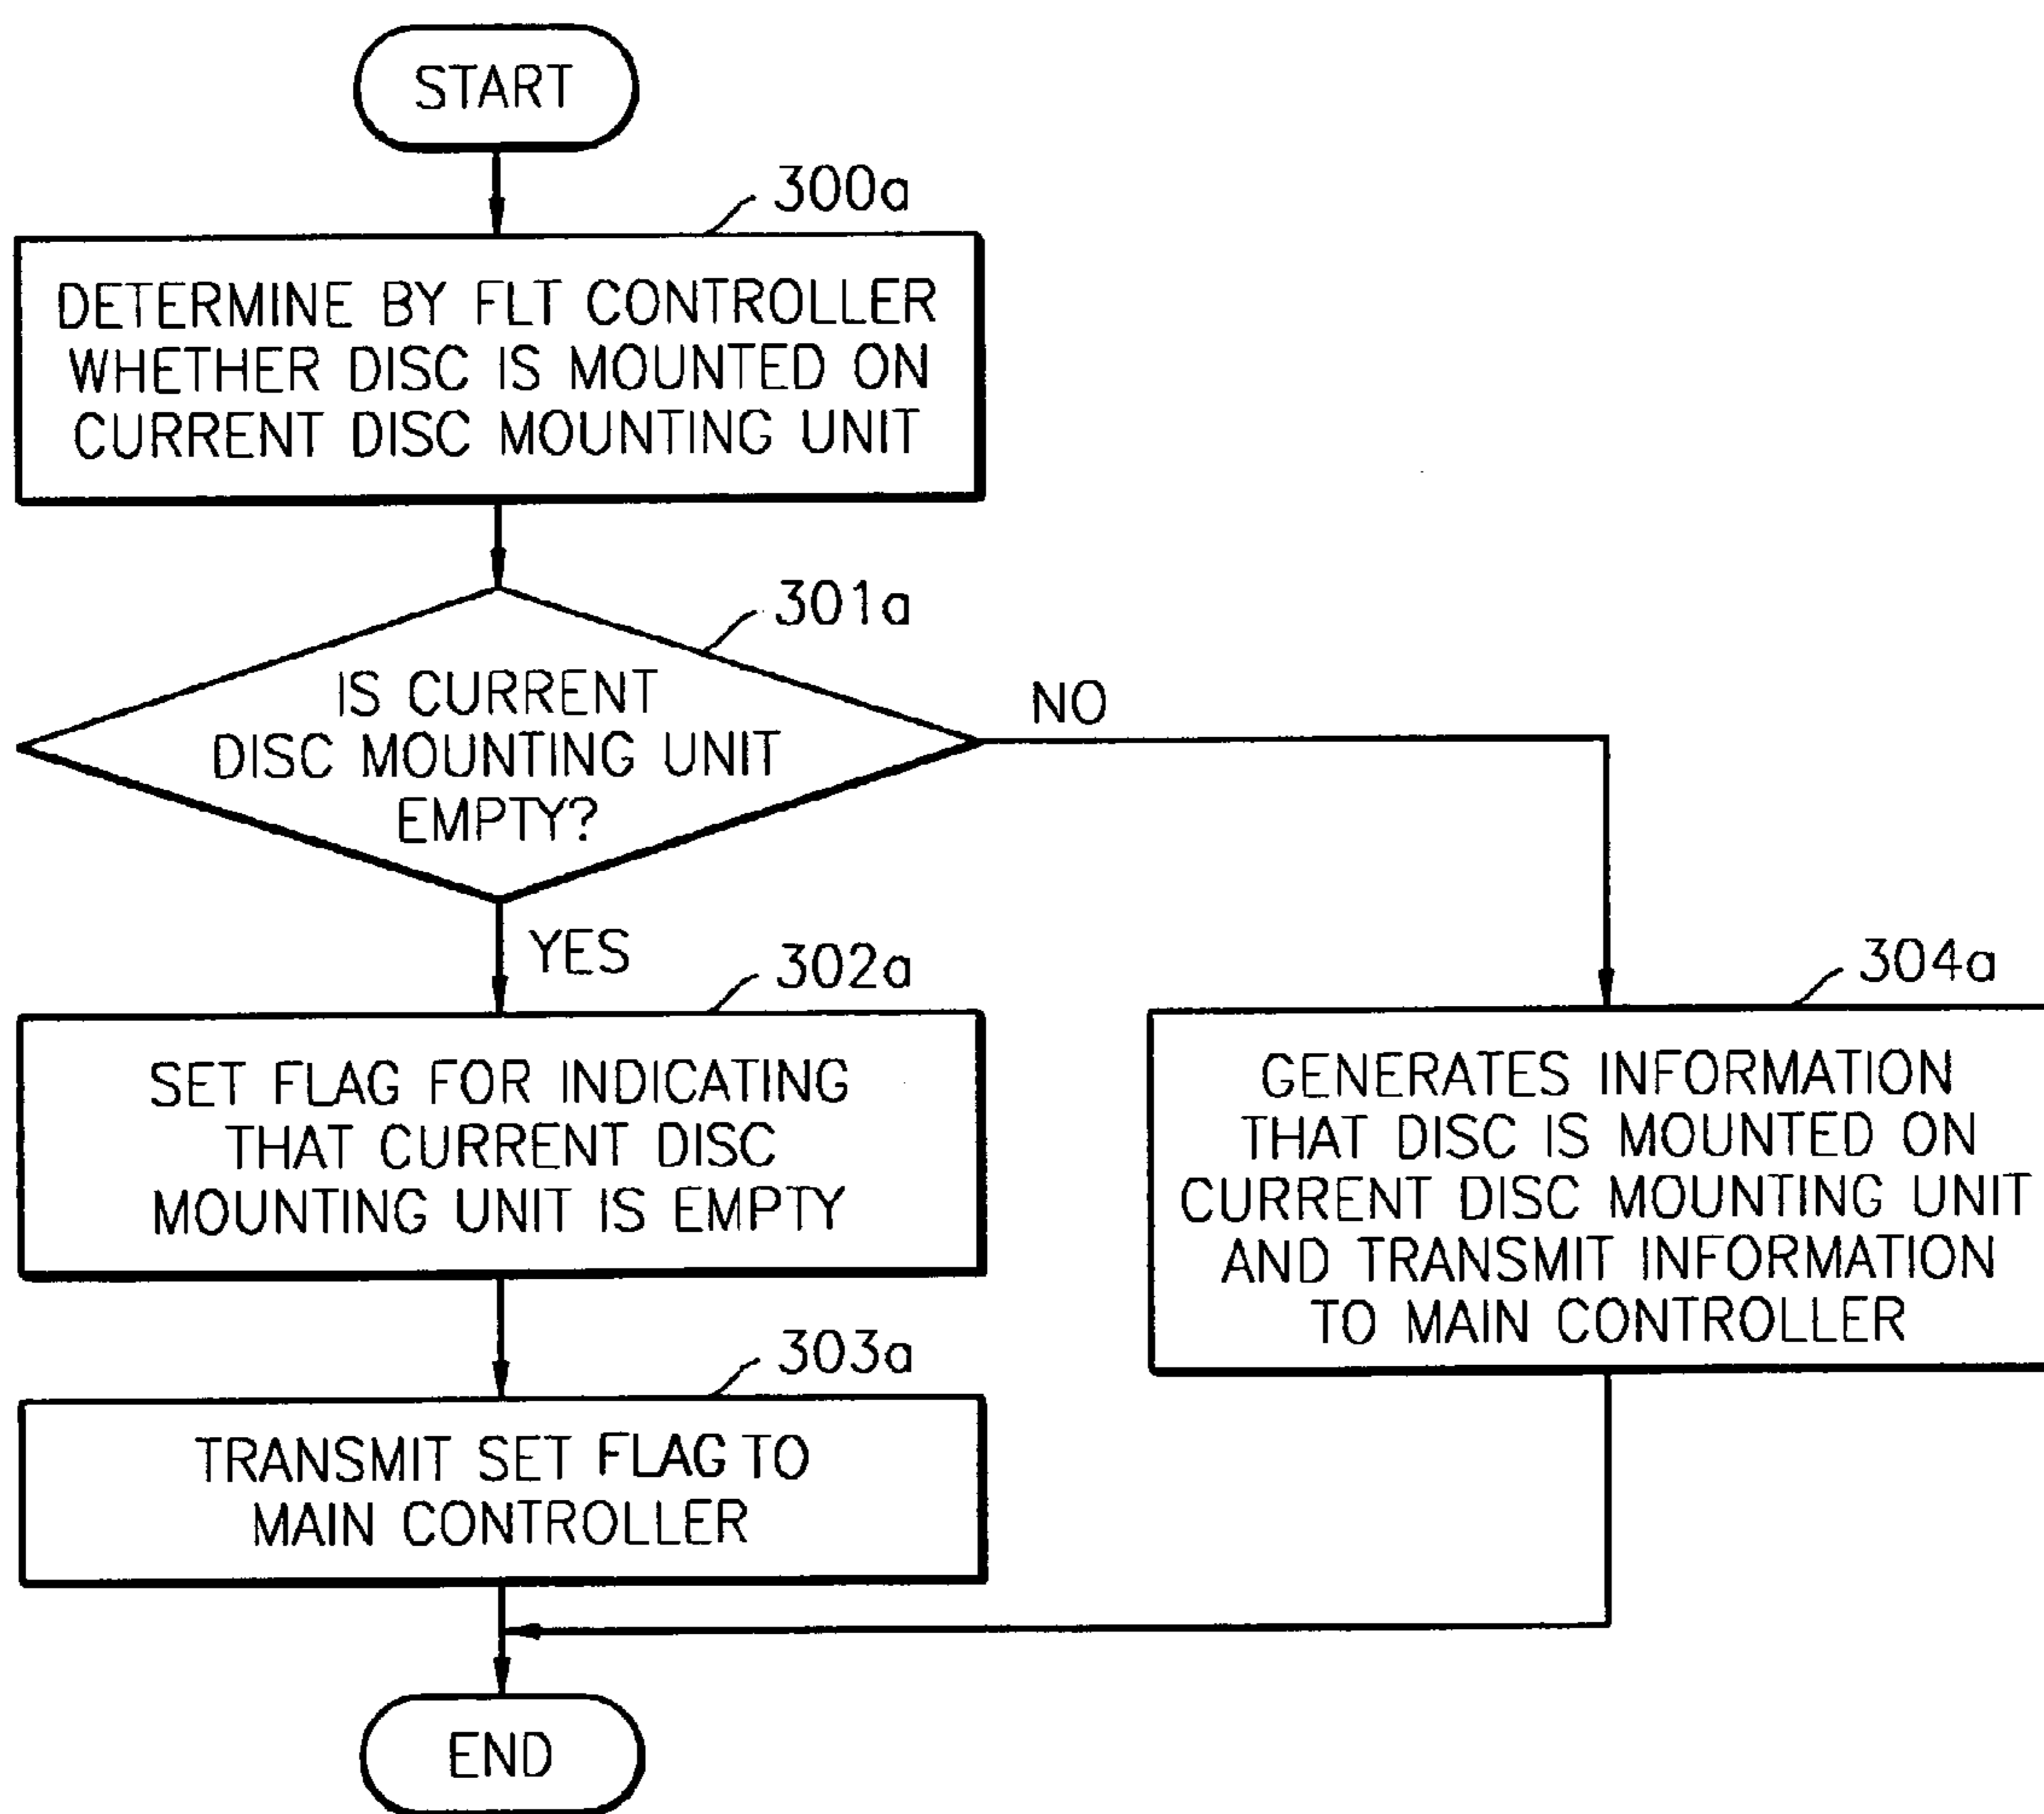 START
300a
DETERMINE BY FLT CONTROLLER
WHETHER DISC IS MOUNTED ON
CURRENT DISC MOUNTING UNIT
301a
IS CURRENT
DISC MOUNTING UNIT
EMPTY?
NO
YES
302a
SET FLAG FOR INDICATING
THAT CURRENT DISC
MOUNTING UNIT IS EMPTY
304a
GENERATES INFORMATION
THAT DISC IS MOUNTED ON
CURRENT DISC MOUNTING UNIT
AND TRANSMIT INFORMATION
TO MAIN CONTROLLER
303a
TRANSMIT SET FLAG TO
MAIN CONTROLLER
END